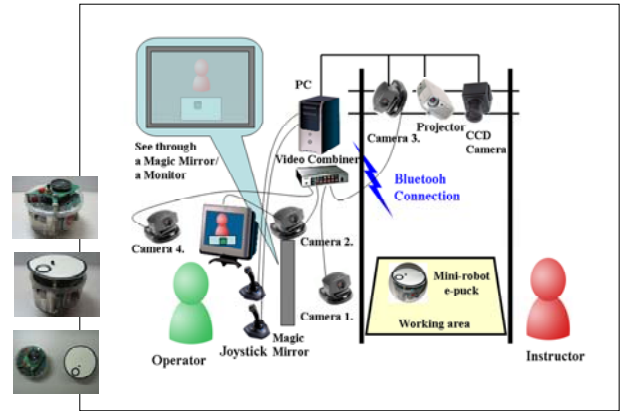 PC
See through
a Magic Mirror/
a Monitor
Camera 3.
Projector
CCD
Camera
Video Combiner
Bluetooh
Connection
Camera 4.
Camera 2.
Camera 1.
Mini-robot
e-puck
Working area
Operator
Joystick
Magic
Mirror
Instructor